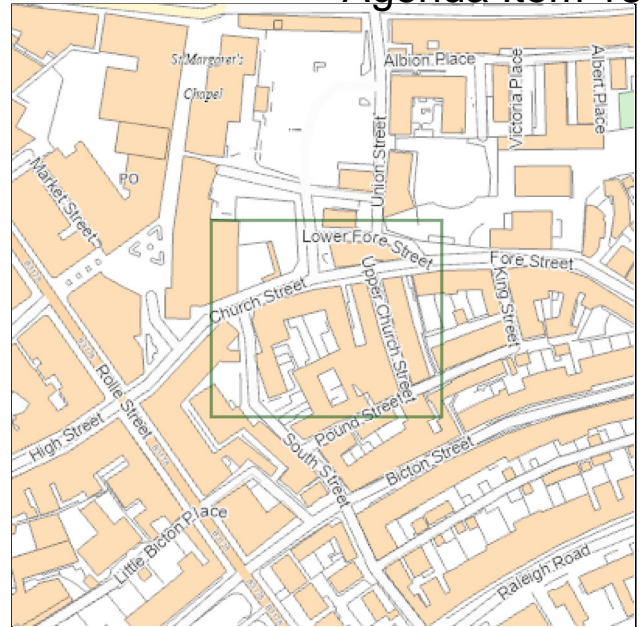 St Margaret's
Chapel
Albion Place
Victoria Place
Albert Place
Union Street
Market Street
PO
Lower Fore Street
Fore Street
Church Street
Upper Church Street
King Street
Rolle Street
High Street
Pound Street
South Street
Bicton Street
Little Bicton Place
Raleigh Road